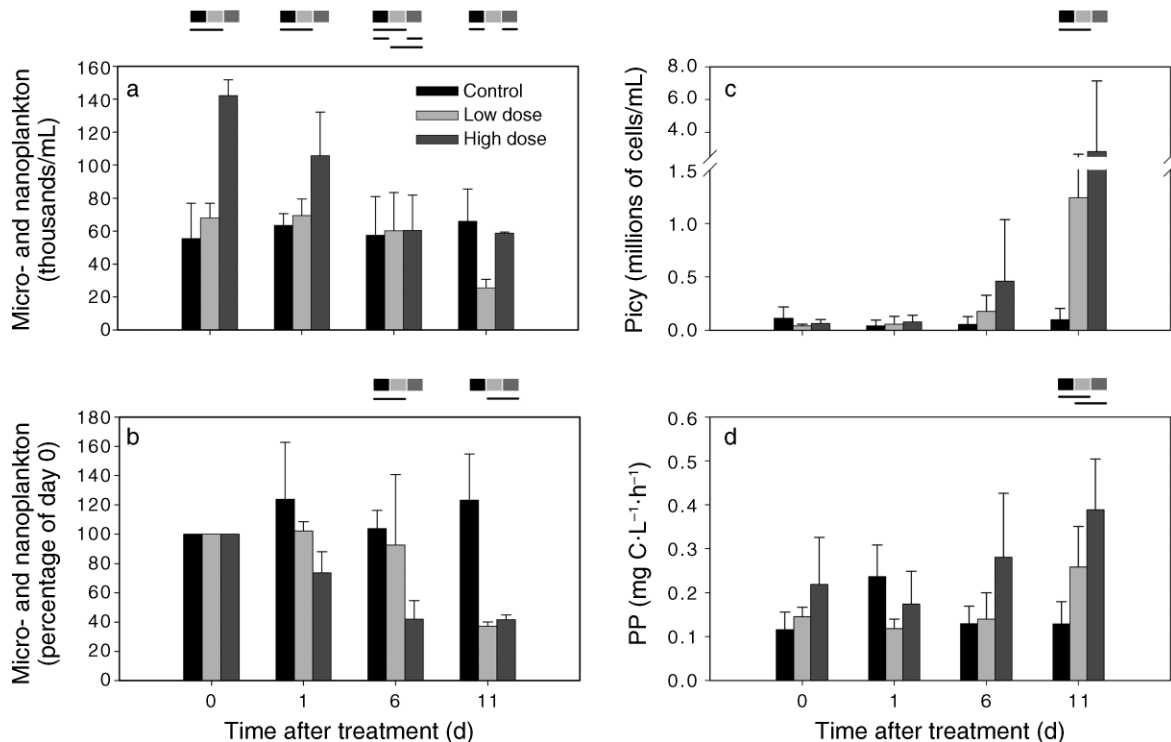 a
Micro- and nanoplankton
(thousands/mL)
160
140
120
100
80
60
40
20
0
Control
Low dose
High dose
c
Picy (millions of cells/mL)
8.0
6.0
4.0
1.5
1.0
0.5
0.0
b
Micro- and nanoplankton
(percentage of day 0)
180
160
140
120
100
80
60
40
20
0
0 1 6 11
Time after treatment (d)
d
PP (mg C·L⁻¹·h⁻¹)
0.6
0.5
0.4
0.3
0.2
0.1
0.0
0 1 6 11
Time after treatment (d)